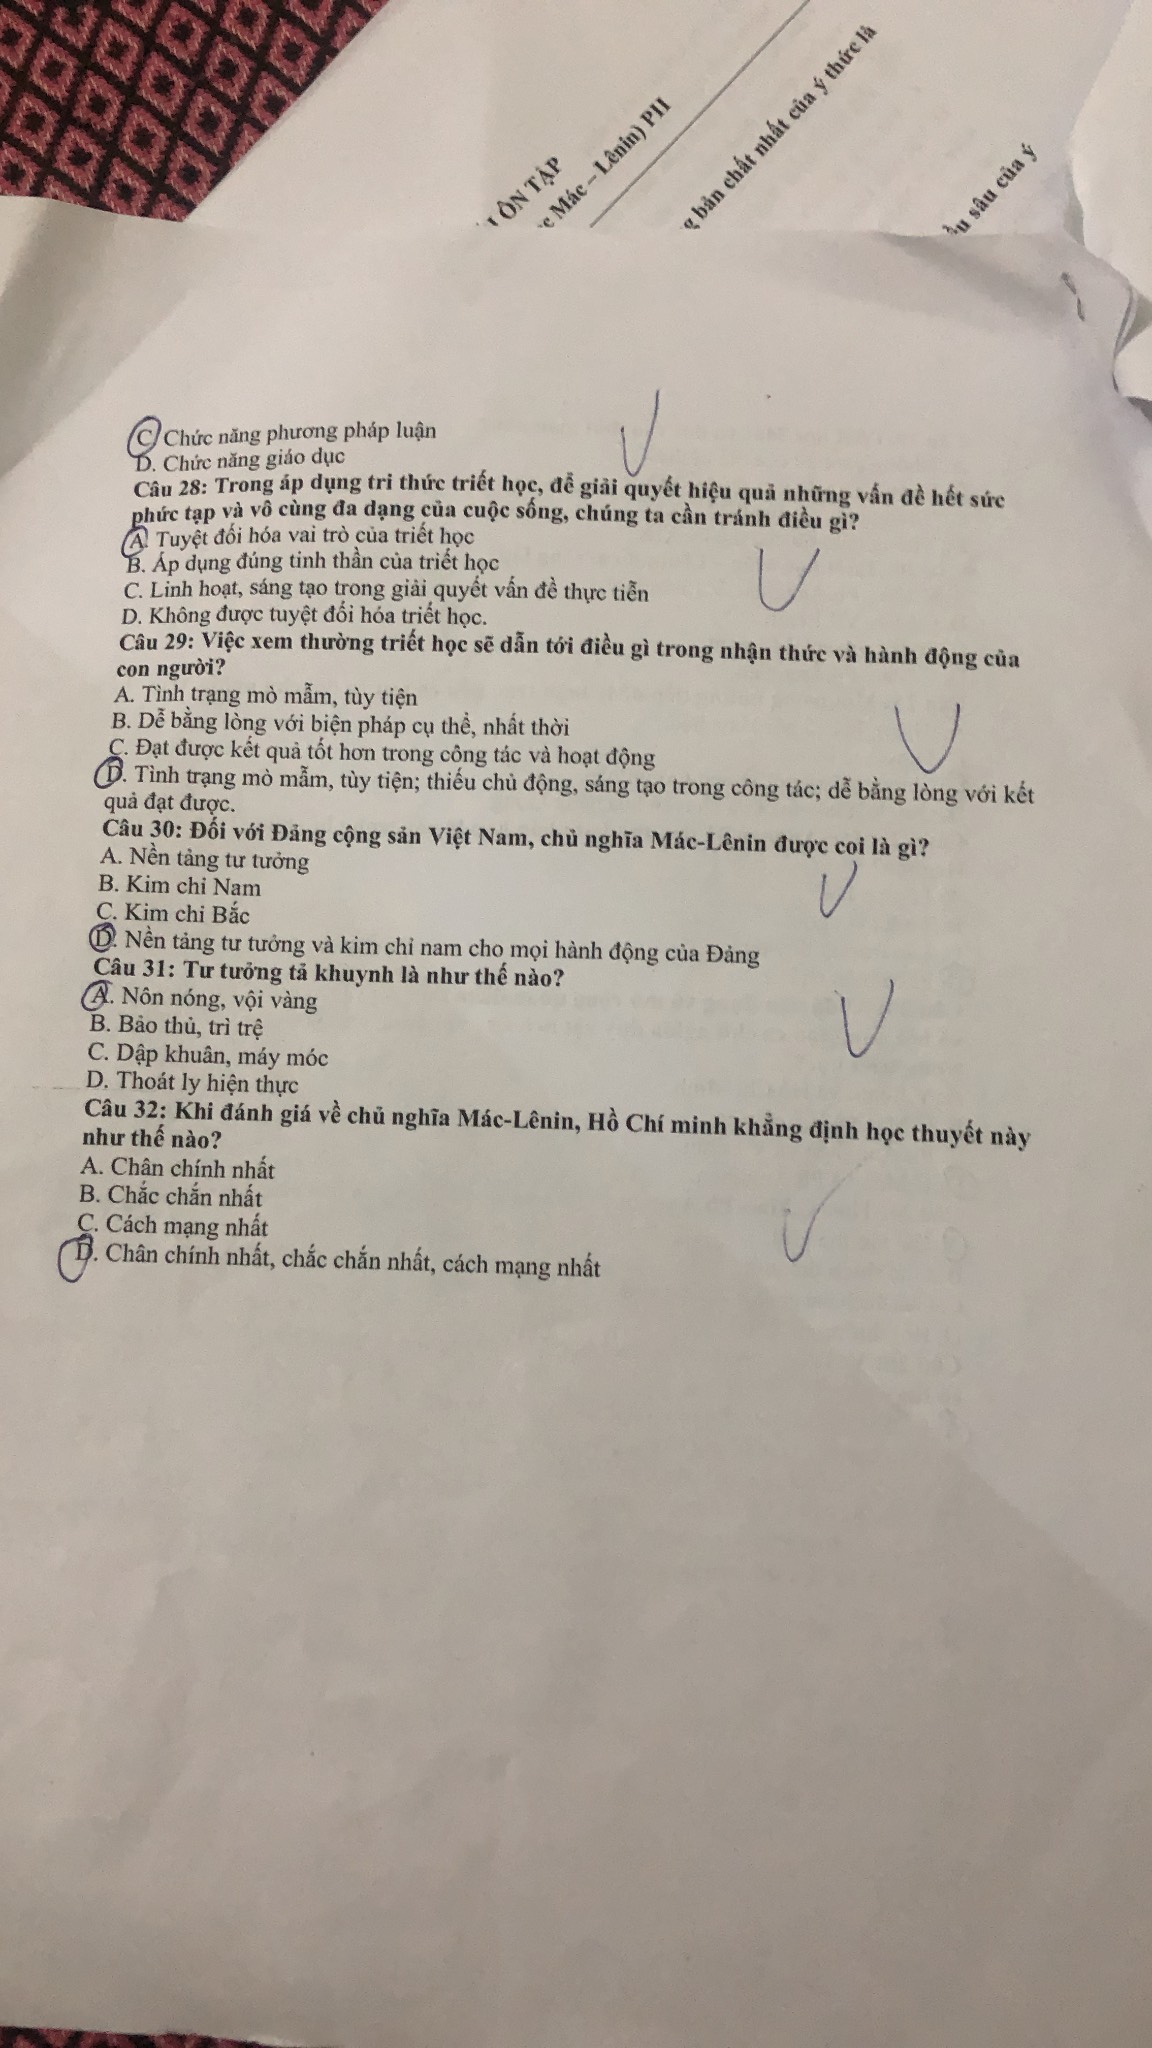 ÔN TẬP
Mác – Lênin) PII
bản chất nhất của ý thức là
sâu của ý
C. Chức năng phương pháp luận
D. Chức năng giáo dục
Câu 28: Trong áp dụng tri thức triết học, để giải quyết hiệu quả những vấn đề hết sức
phức tạp và vô cùng đa dạng của cuộc sống, chúng ta cần tránh điều gì?
A. Tuyệt đối hóa vai trò của triết học
B. Áp dụng đúng tinh thần của triết học
C. Linh hoạt, sáng tạo trong giải quyết vấn đề thực tiễn
D. Không được tuyệt đối hóa triết học.
Câu 29: Việc xem thường triết học sẽ dẫn tới điều gì trong nhận thức và hành động của
con người?
A. Tình trạng mò mẫm, tùy tiện
B. Dễ bằng lòng với biện pháp cụ thể, nhất thời
C. Đạt được kết quả tốt hơn trong công tác và hoạt động
D. Tình trạng mò mẫm, tùy tiện; thiếu chủ động, sáng tạo trong công tác; dễ bằng lòng với kết
quả đạt được.
Câu 30: Đối với Đảng cộng sản Việt Nam, chủ nghĩa Mác-Lênin được coi là gì?
A. Nền tảng tư tưởng
B. Kim chỉ Nam
C. Kim chỉ Bắc
D. Nền tảng tư tưởng và kim chỉ nam cho mọi hành động của Đảng
Câu 31: Tư tưởng tả khuynh là như thế nào?
A. Nôn nóng, vội vàng
B. Bảo thủ, trì trệ
C. Dập khuân, máy móc
D. Thoát ly hiện thực
Câu 32: Khi đánh giá về chủ nghĩa Mác-Lênin, Hồ Chí minh khẳng định học thuyết này
như thế nào?
A. Chân chính nhất
B. Chắc chắn nhất
C. Cách mạng nhất
D. Chân chính nhất, chắc chắn nhất, cách mạng nhất